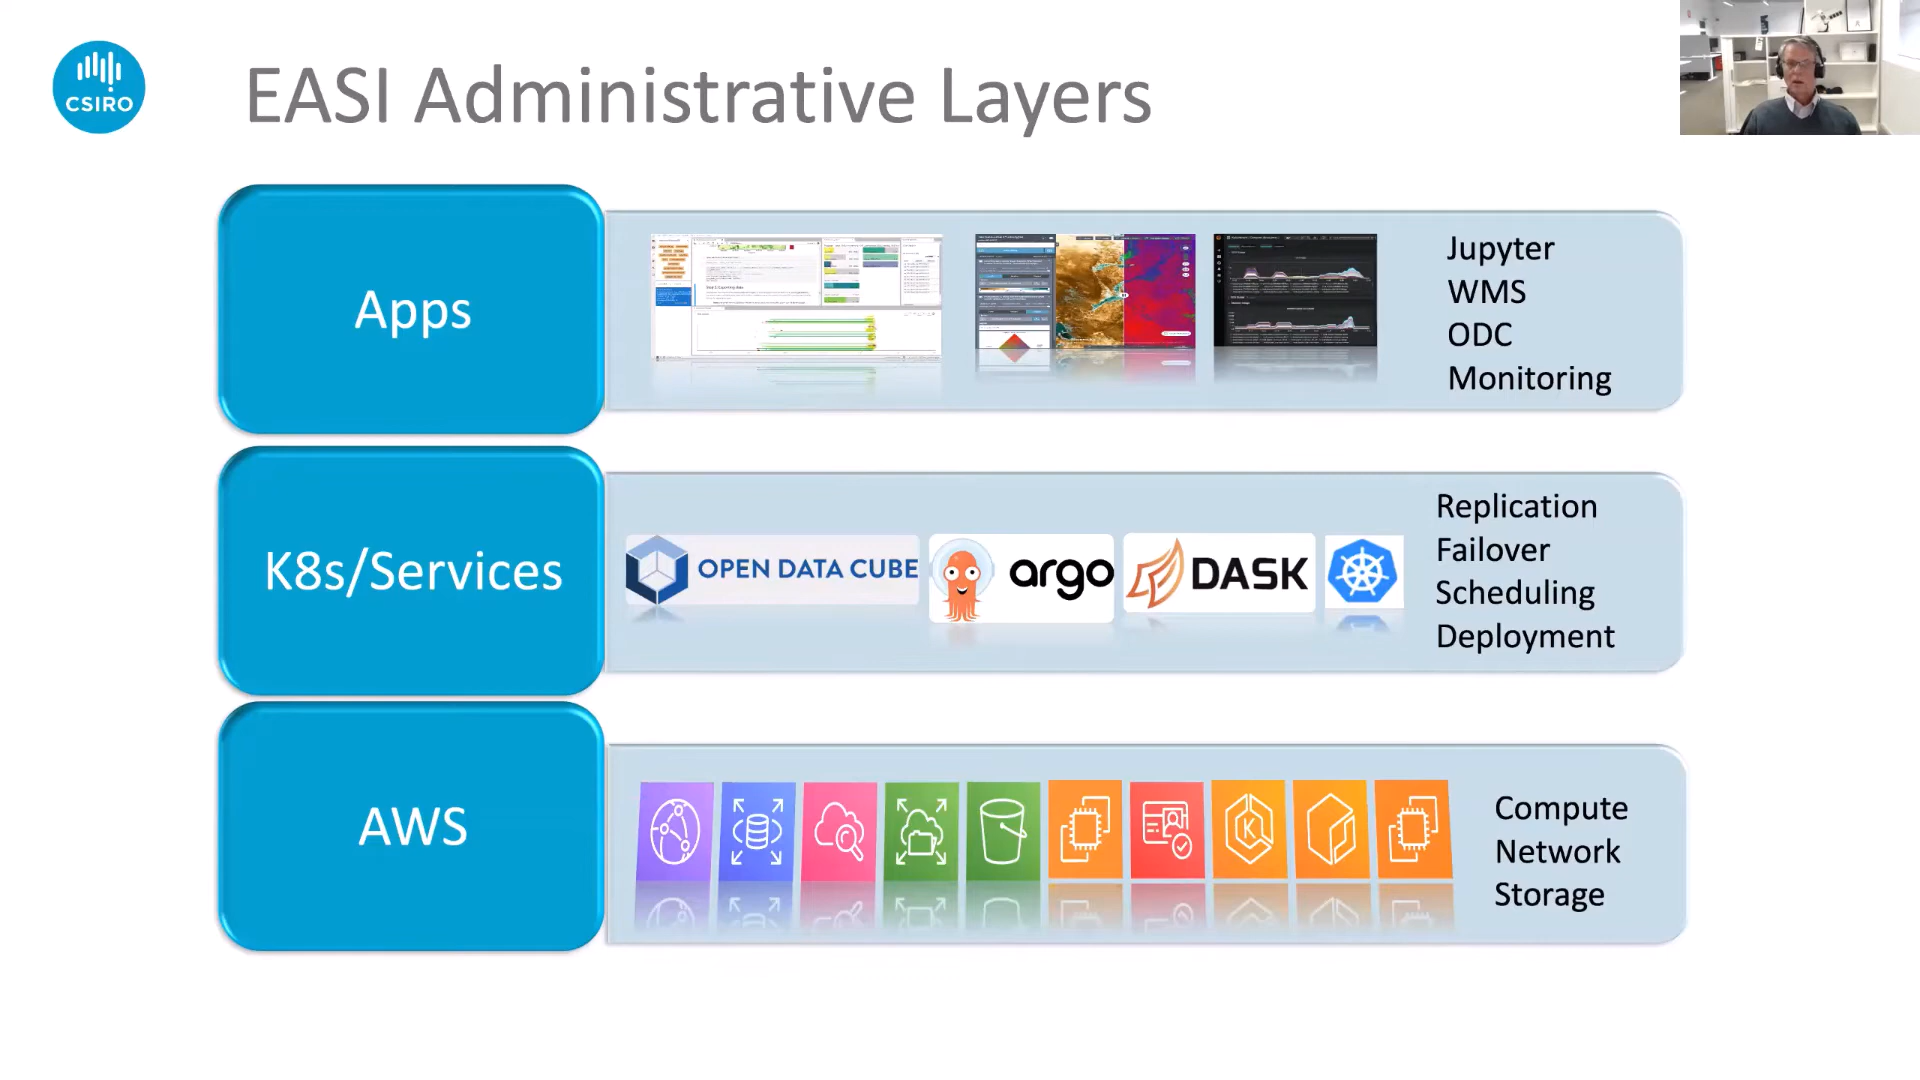 CSIRO
EASI Administrative Layers
Apps
Jupyter
WMS
ODC
Monitoring
K8s/Services
OPEN DATA CUBE
argo
DASK
Replication
Failover
Scheduling
Deployment
AWS
K
Compute
Network
Storage